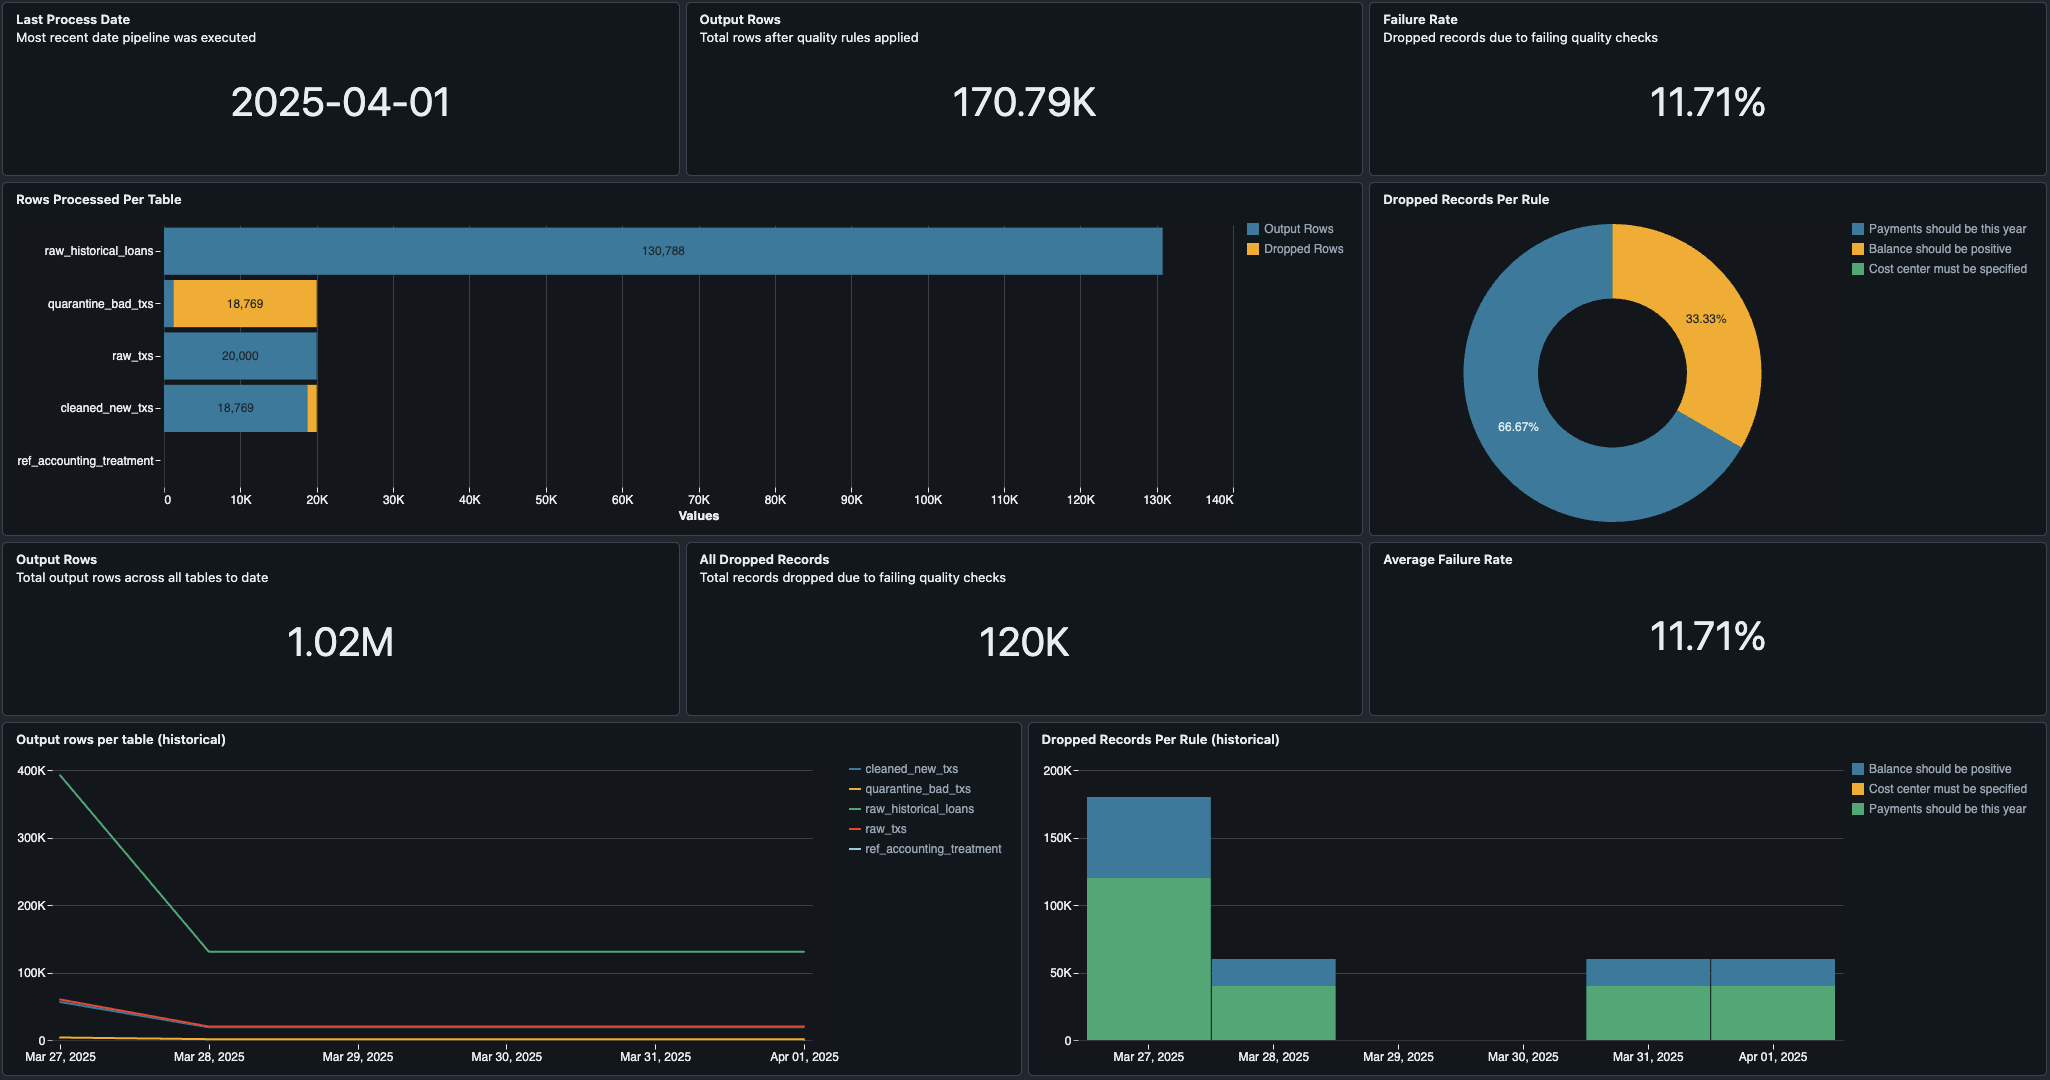 Last Process Date
Most recent date pipeline was executed
2025-04-01
Output Rows
Total rows after quality rules applied
170.79K
Failure Rate
Dropped records due to failing quality checks
11.71%
Rows Processed Per Table
raw_historical_loans
quarantine_bad_txs
raw_txs
cleaned_new_txs
ref_accounting_treatment
130,788
18,769
20,000
18,769
0 10K 20K 30K 40K 50K 60K 70K 80K 90K 100K 110K 120K 130K 140K
Values
Output Rows
Dropped Rows
Dropped Records Per Rule
33.33%
66.67%
Payments should be this year
Balance should be positive
Cost center must be specified
Output Rows
Total output rows across all tables to date
1.02M
All Dropped Records
Total records dropped due to failing quality checks
120K
Average Failure Rate
11.71%
Output rows per table (historical)
400K
300K
200K
100K
0
Mar 27, 2025 Mar 28, 2025 Mar 29, 2025 Mar 30, 2025 Mar 31, 2025 Apr 01, 2025
cleaned_new_txs
quarantine_bad_txs
raw_historical_loans
raw_txs
ref_accounting_treatment
Dropped Records Per Rule (historical)
200K
150K
100K
50K
0
Mar 27, 2025 Mar 28, 2025 Mar 29, 2025 Mar 30, 2025 Mar 31, 2025 Apr 01, 2025
Balance should be positive
Cost center must be specified
Payments should be this year